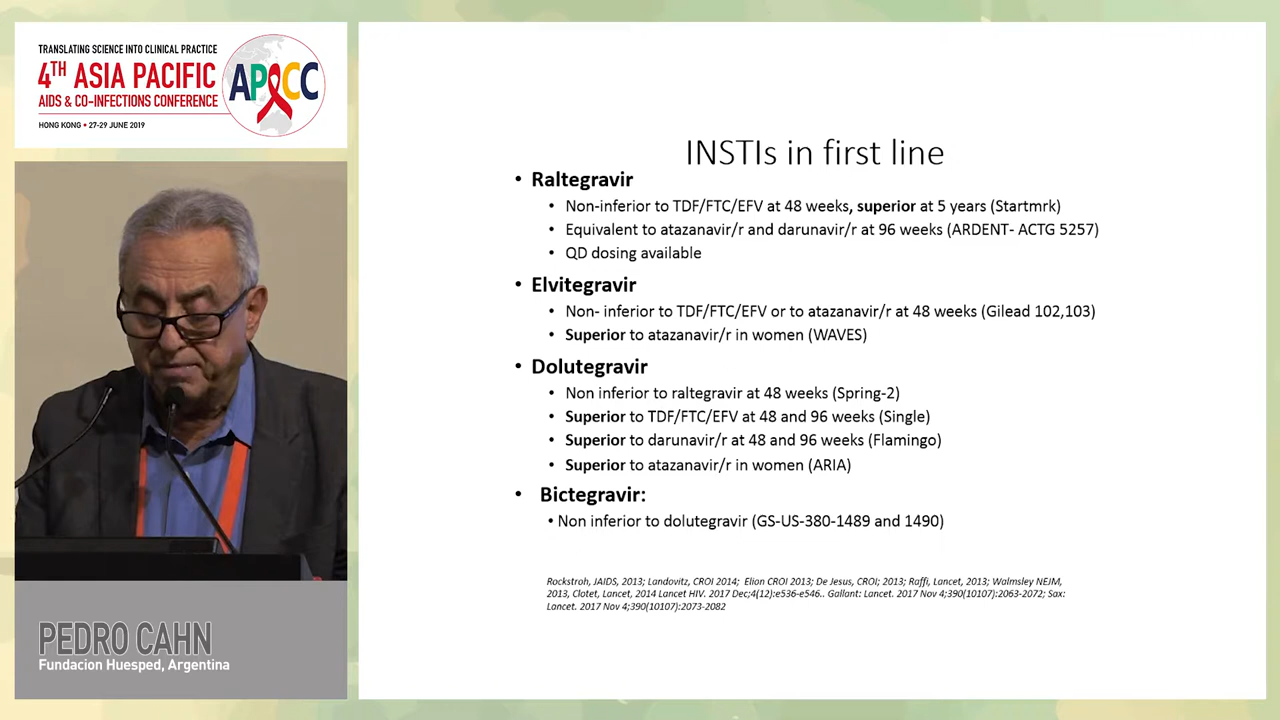 TRANSLATING SCIENCE INTO CLINICAL PRACTICE
4TH ASIA PACIFIC
AIDS & CO-INFECTIONS CONFERENCE
HONG KONG • 27-29 JUNE 2019
APACC
INSTIs in first line
• Raltegravir
• Non-inferior to TDF/FTC/EFV at 48 weeks, superior at 5 years (Startmrk)
• Equivalent to atazanavir/r and darunavir/r at 96 weeks (ARDENT- ACTG 5257)
• QD dosing available
• Elvitegravir
• Non- inferior to TDF/FTC/EFV or to atazanavir/r at 48 weeks (Gilead 102,103)
• Superior to atazanavir/r in women (WAVES)
• Dolutegravir
• Non inferior to raltegravir at 48 weeks (Spring-2)
• Superior to TDF/FTC/EFV at 48 and 96 weeks (Single)
• Superior to darunavir/r at 48 and 96 weeks (Flamingo)
• Superior to atazanavir/r in women (ARIA)
• Bictegravir:
• Non inferior to dolutegravir (GS-US-380-1489 and 1490)
Rockstroh, JAIDS, 2013; Landovitz, CROI 2014; Elion CROI 2013; De Jesus, CROI; 2013; Raffi, Lancet, 2013; Walmsley NEJM,
2013, Clotet, Lancet, 2014 Lancet HIV. 2017 Dec;4(12):e536-e546.. Gallant: Lancet. 2017 Nov 4;390(10107):2063-2072; Sax:
Lancet. 2017 Nov 4;390(10107):2073-2082
PEDRO CAHN
Fundacion Huesped, Argentina